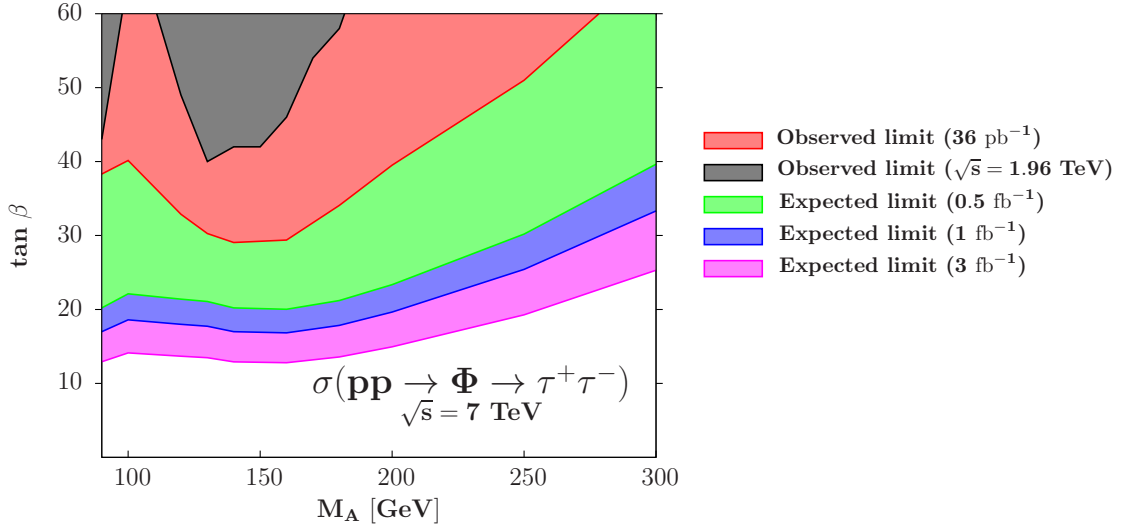 60
50
40
30
20
10
tan β
100 150 200 250 300
M_A [GeV]
σ(pp → Φ → τ⁺τ⁻)
√s = 7 TeV
Observed limit (36 pb⁻¹)
Observed limit (√s = 1.96 TeV)
Expected limit (0.5 fb⁻¹)
Expected limit (1 fb⁻¹)
Expected limit (3 fb⁻¹)